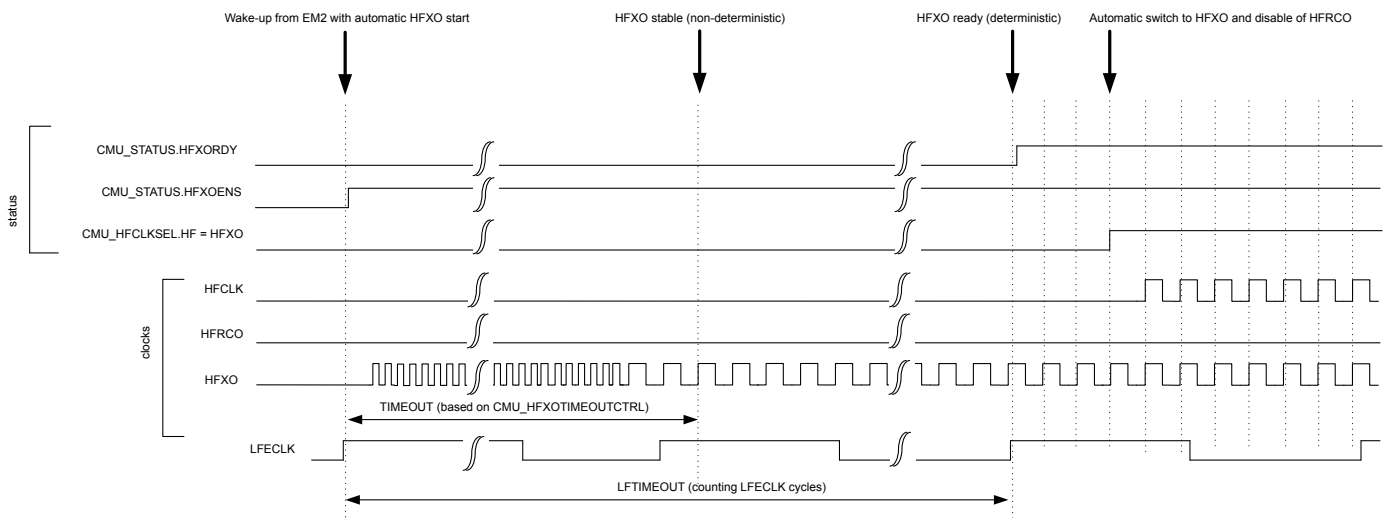 Wake-up from EM2 with automatic HFXO start
HFXO stable (non-deterministic)
HFXO ready (deterministic)
Automatic switch to HFXO and disable of HFRCO
status
CMU_STATUS.HFXORDY
CMU_STATUS.HFXOENS
CMU_HFCLKSEL.HF = HFXO
clocks
HFCLK
HFRCO
HFXO
TIMEOUT (based on CMU_HFXOTIMEOUTCTRL)
LFECLK
LFTIMEOUT (counting LFECLK cycles)